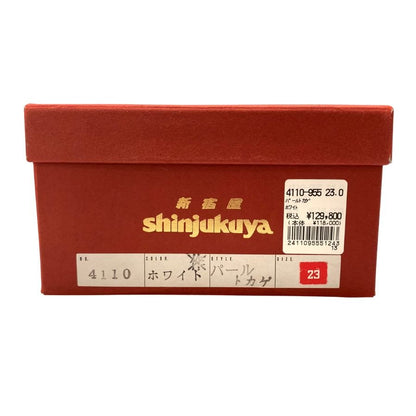 4110-955 23.0
パールトカゲ
ホワイト
税込 ¥129,800
(本体 ¥118,000)
2411095551243
13
新宿屋
shinjukuya
NO. COLOR STYLE SIZE
4110 ホワイト パール 23
トカゲ